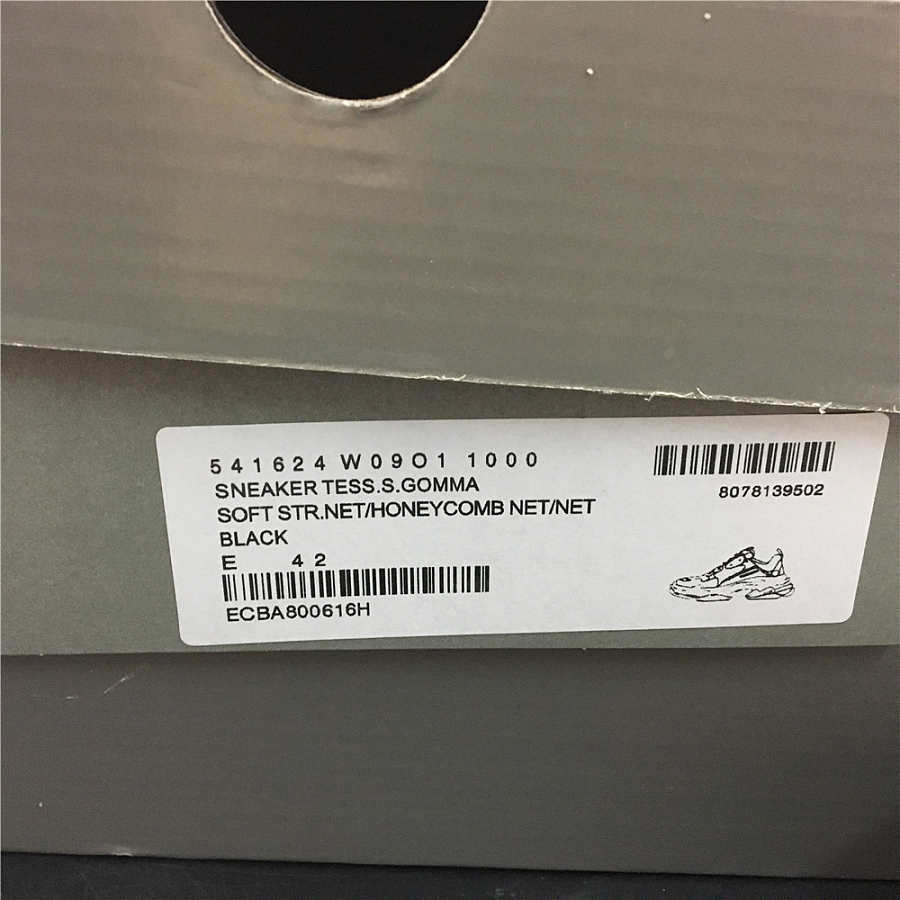 541624 W09O1 1000
SNEAKER TESS.S.GOMMA
SOFT STR.NET/HONEYCOMB NET/NET
BLACK
E 42
ECBA800616H
8078139502